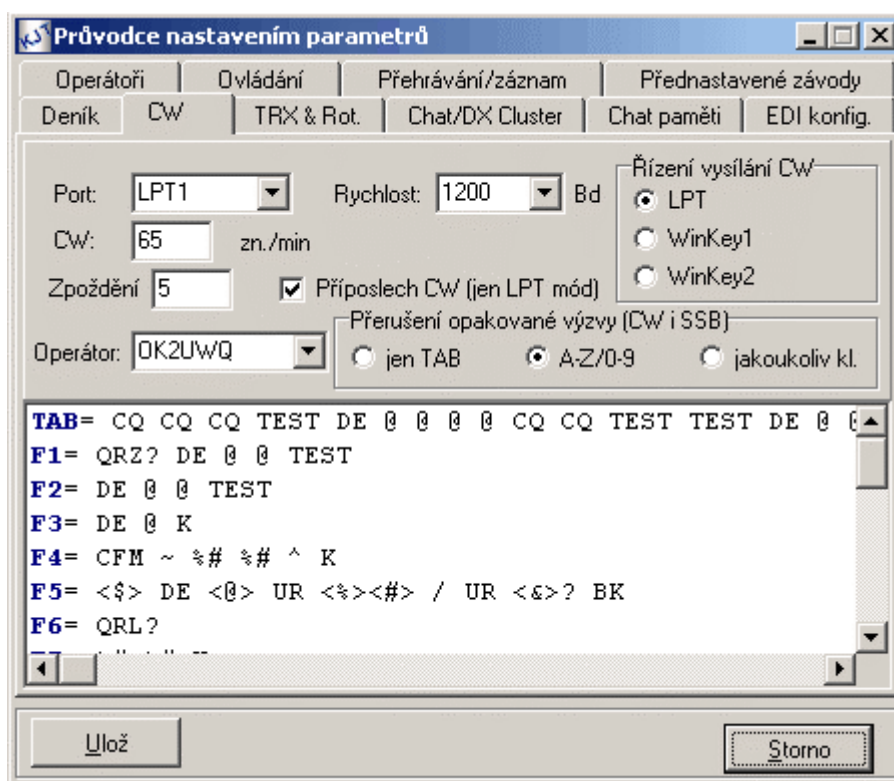 Průvodce nastavením parametrů
Operátoři Ovládání Přehrávání/záznam Přednastavené závody
Deník CW TRX & Rot. Chat/DX Cluster Chat paměti EDI konfig.
Port: LPT1 Rychlost: 1200 Bd
Řízení vysílání CW
LPT
WinKey1
WinKey2
CW: 65 zn./min
Zpoždění 5 Příposlech CW (jen LPT mód)
Operátor: OK2UWQ
Přerušení opakované výzvy (CW i SSB)
jen TAB A-Z/0-9 jakoukoliv kl.
TAB= CQ CQ CQ TEST DE @ @ @ @ CQ CQ TEST TEST DE @ @
F1= QRZ? DE @ @ TEST
F2= DE @ @ TEST
F3= DE @ K
F4= CFM ~ %# %# ^ K
F5= <$> DE <@> UR <%><#> / UR <&>? BK
F6= QRL?
Ulož Storno